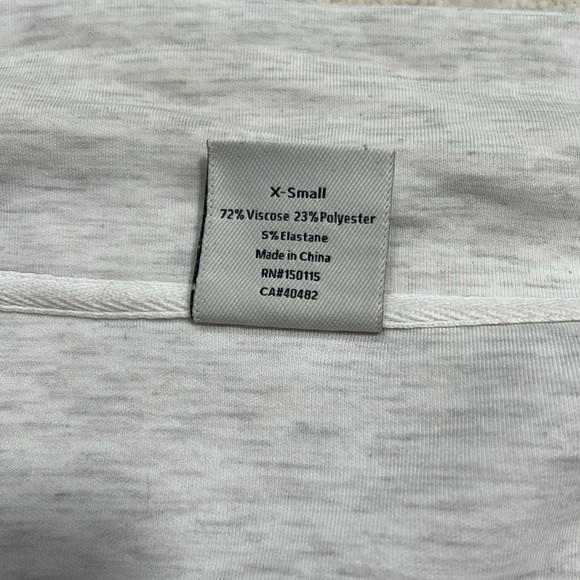 X-Small
72% Viscose 23% Polyester
5% Elastane
Made in China
RN#150115
CA#40482